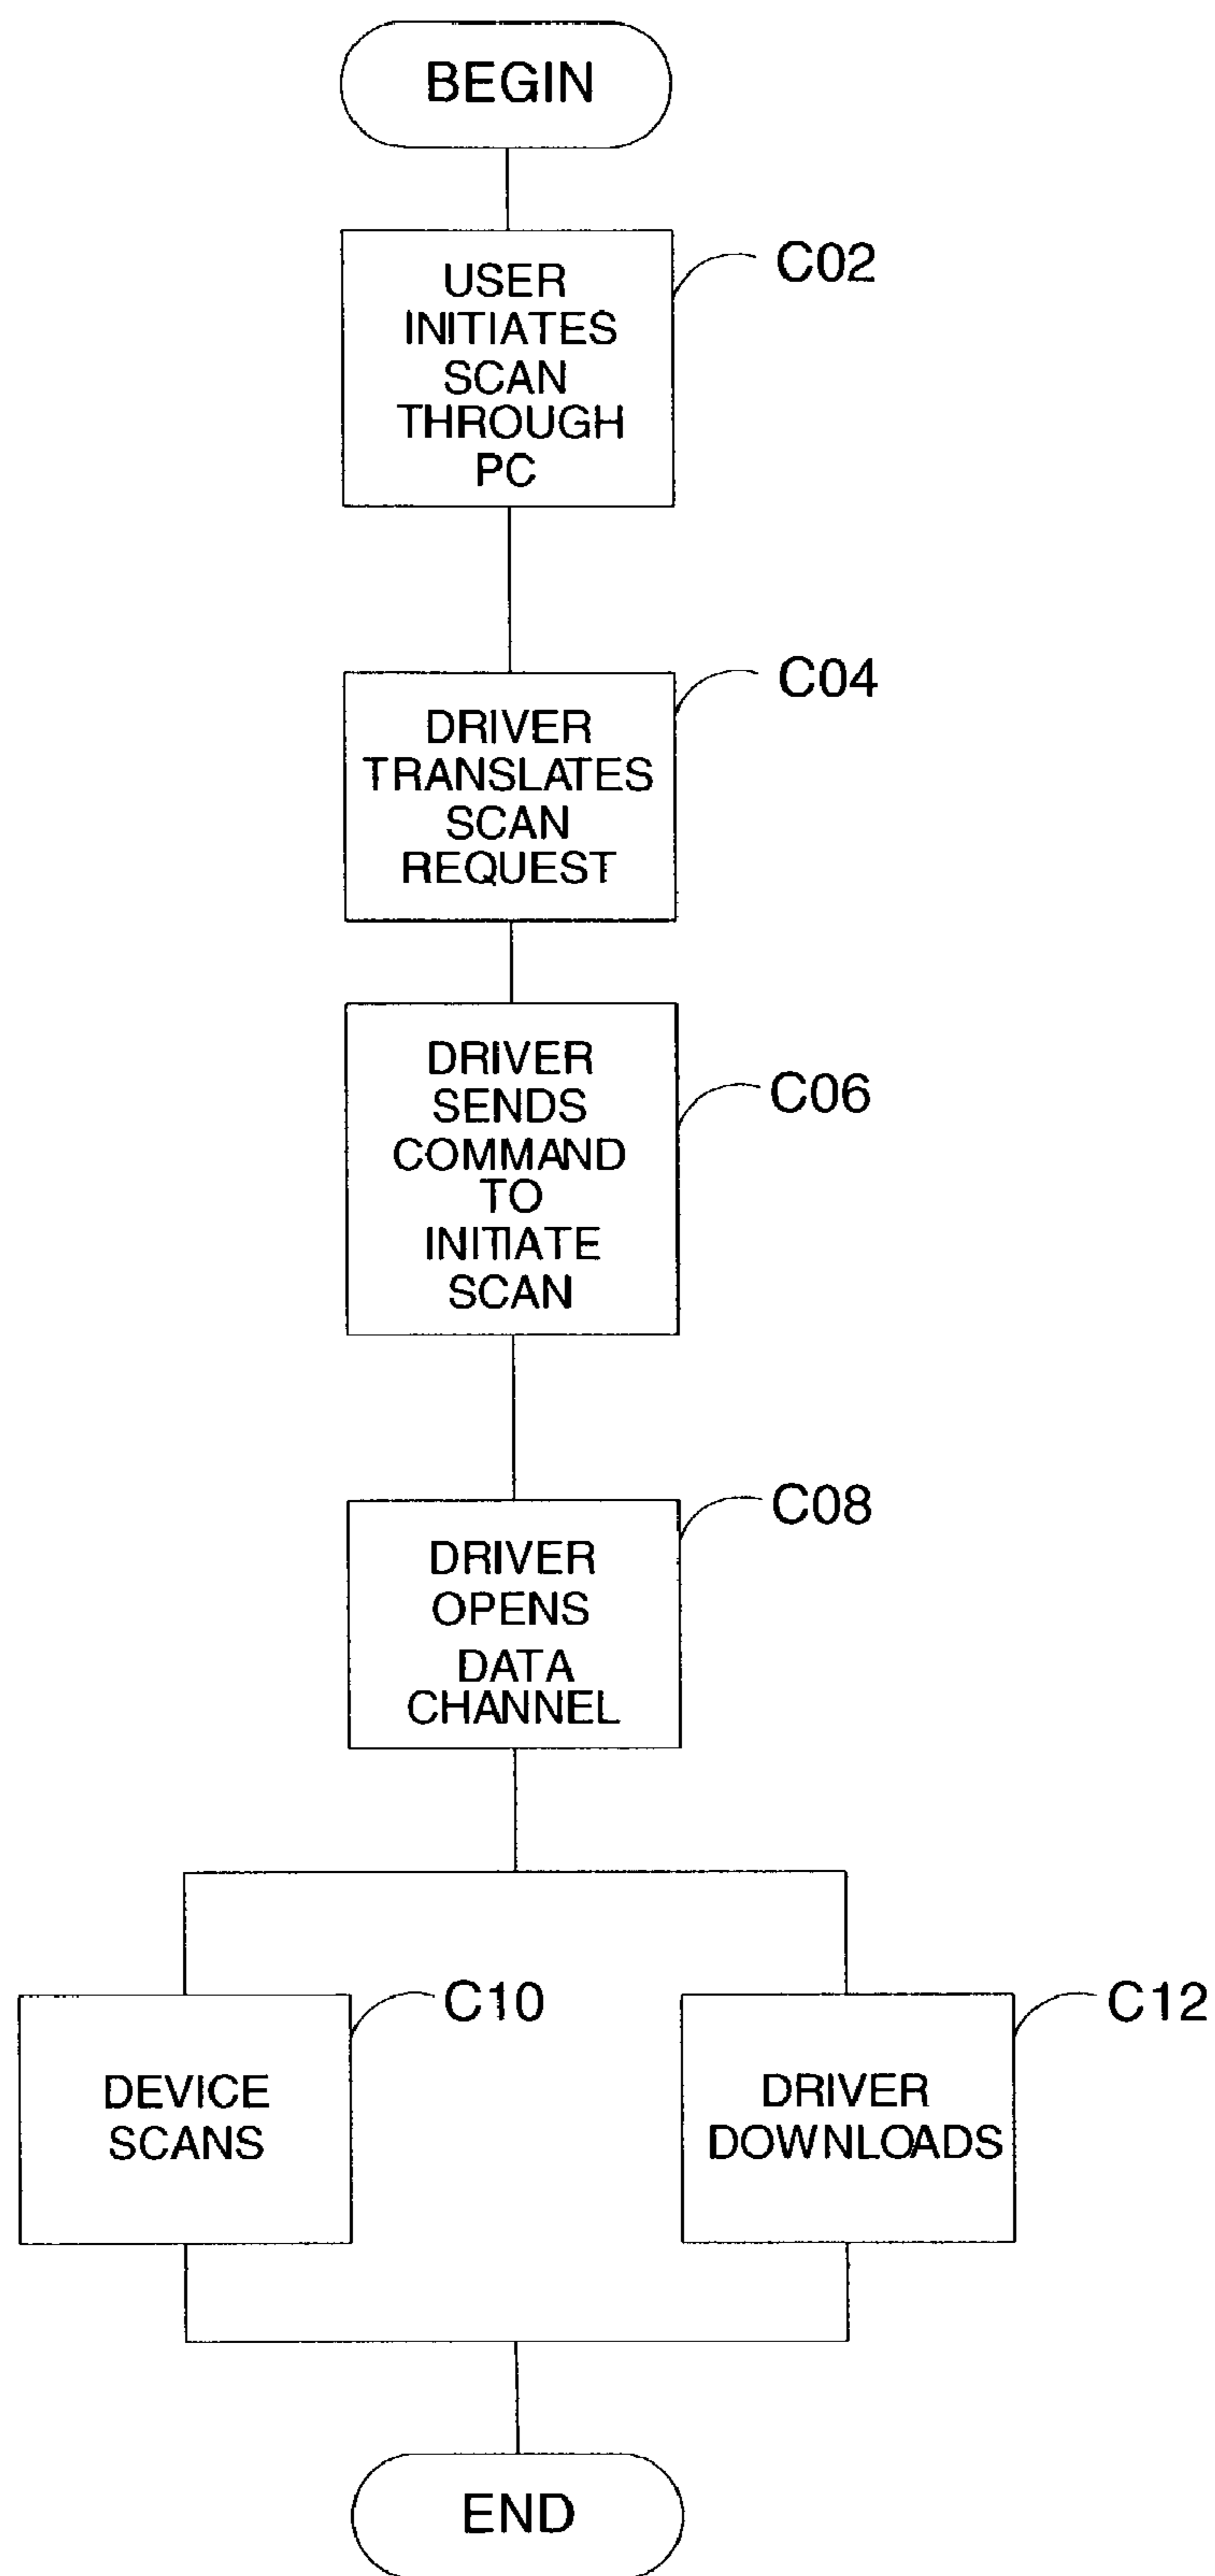 BEGIN
USER
INITIATES
SCAN
THROUGH
PC
C02
DRIVER
TRANSLATES
SCAN
REQUEST
C04
DRIVER
SENDS
COMMAND
TO
INITIATE
SCAN
C06
DRIVER
OPENS
DATA
CHANNEL
C08
DEVICE
SCANS
C10
DRIVER
DOWNLOADS
C12
END